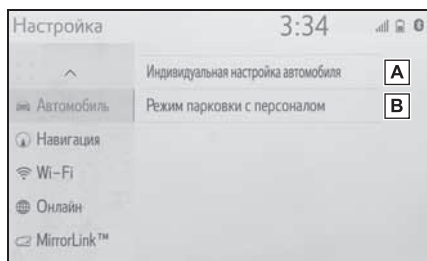 Настройка 3:34
Индивидуальная настройка автомобиля A
Автомобиль Режим парковки с персоналом B
Навигация
Wi-Fi
Онлайн
MirrorLink™